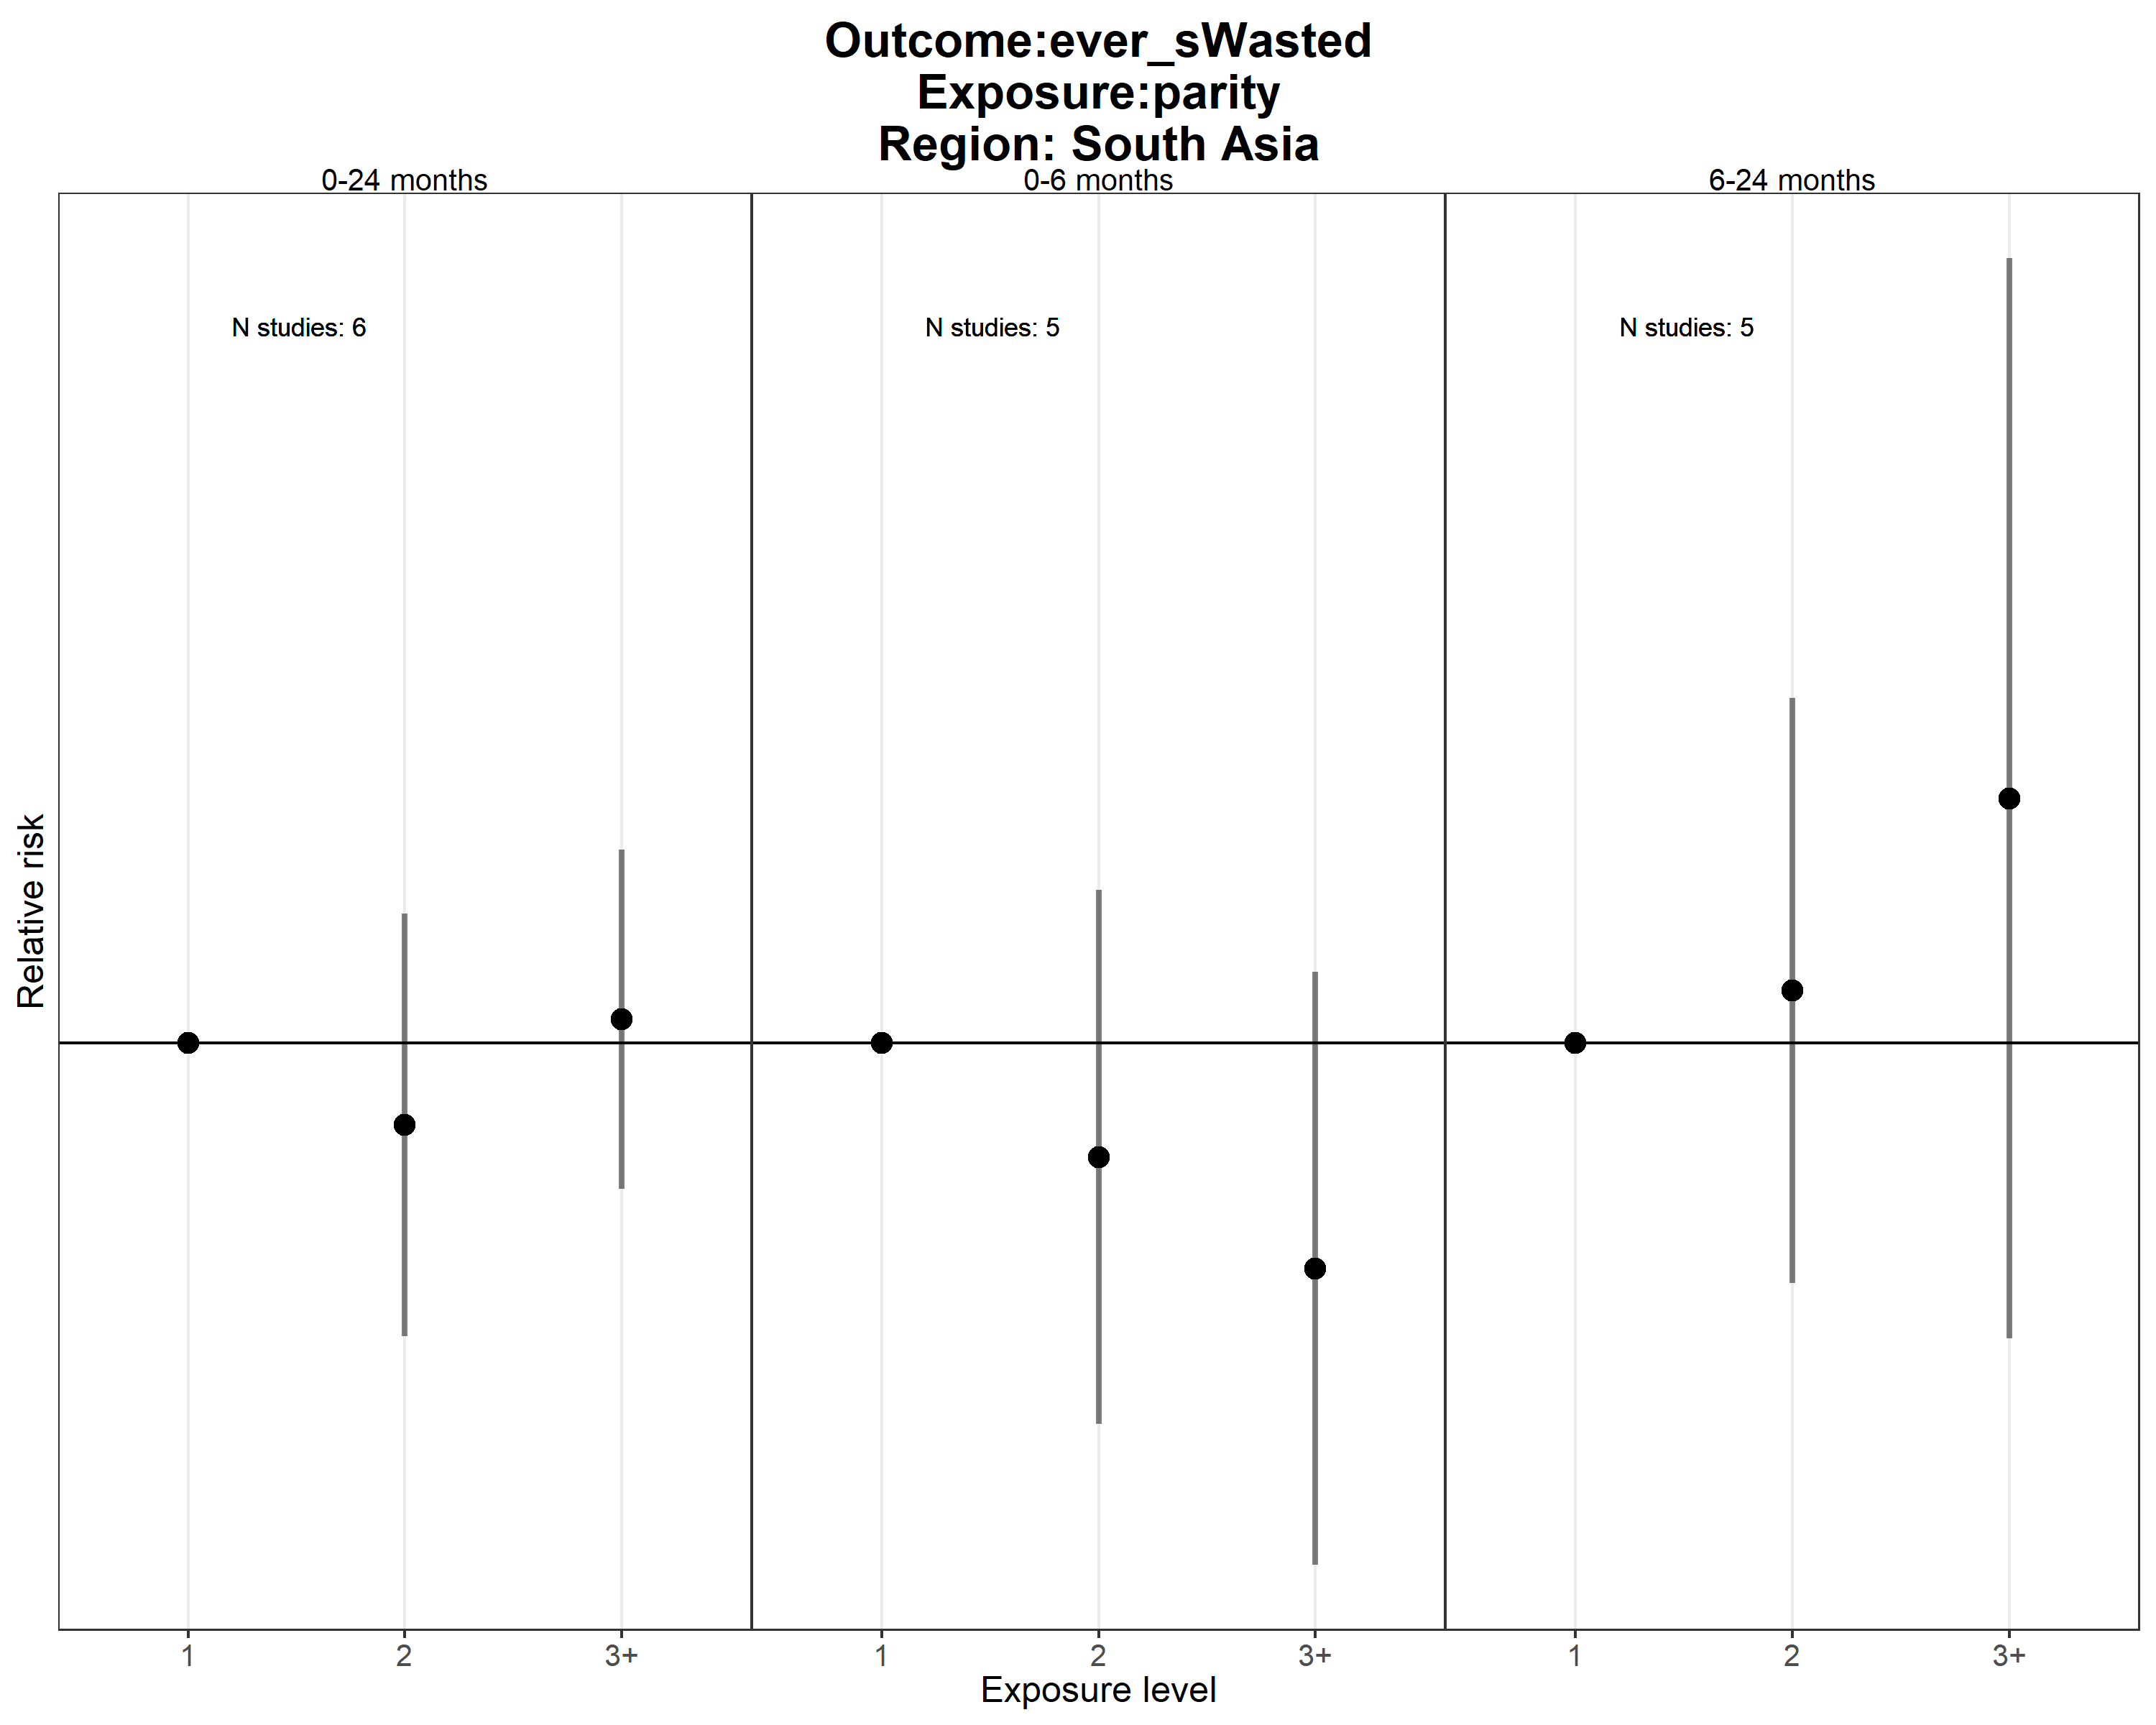 Outcome:ever_sWasted
Exposure:parity
Region: South Asia
0-24 months
0-6 months
6-24 months
N studies: 6
N studies: 5
N studies: 5
Relative risk
1
2
3+
1
2
3+
1
2
3+
Exposure level